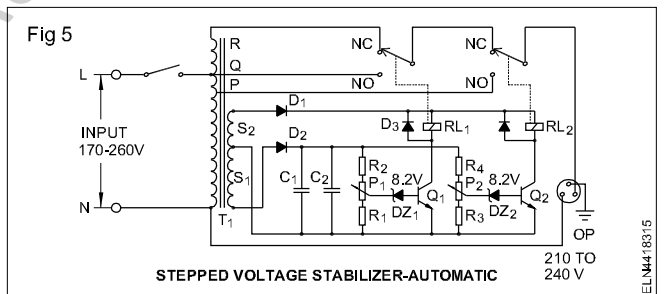 Fig 5
R
NC
NC
L
Q
P
NO
NO
D1
INPUT
170-260V
S2
D2
D3
RL1
RL2
S1
C1
C2
R2
P1
R1
8.2V
DZ1
Q1
R4
P2
R3
8.2V
DZ2
Q2
N
T1
OP
210 TO
240 V
STEPPED VOLTAGE STABILIZER-AUTOMATIC
ELN4418315